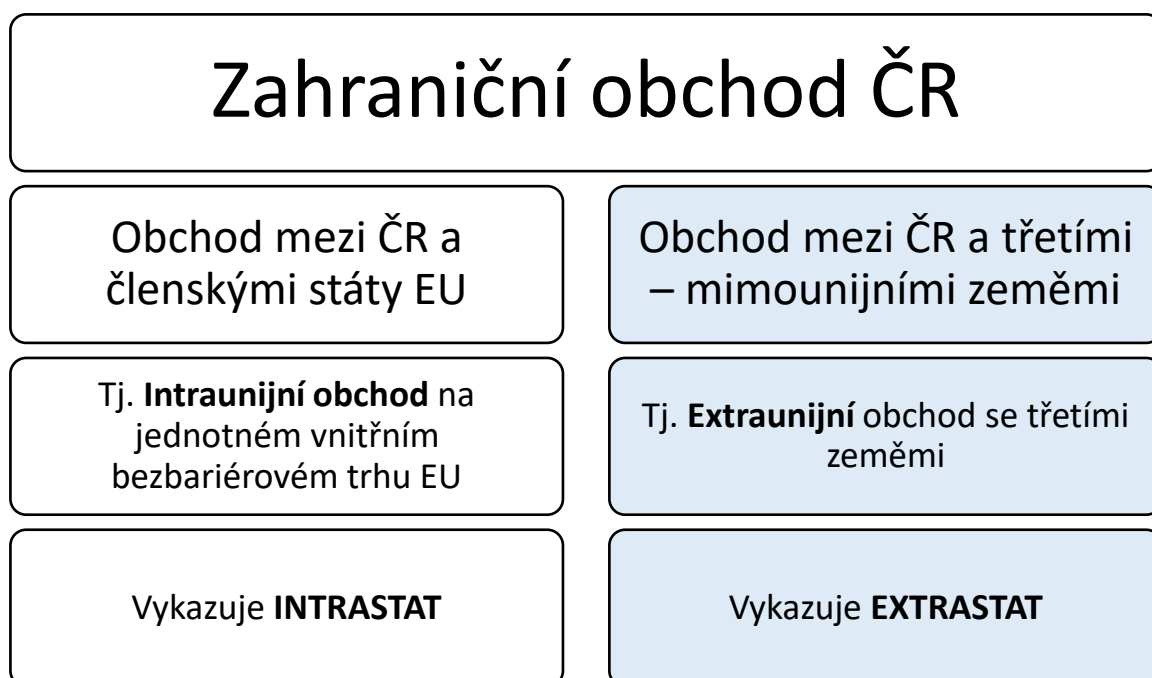 Zahraniční obchod ČR
Obchod mezi ČR a
členskými státy EU
Obchod mezi ČR a třetími
– mimounijními zeměmi
Tj. Intraunijní obchod na
jednotném vnitřním
bezbariérovém trhu EU
Tj. Extraunijní obchod se třetími
zeměmi
Vykazuje INTRASTAT
Vykazuje EXTRASTAT